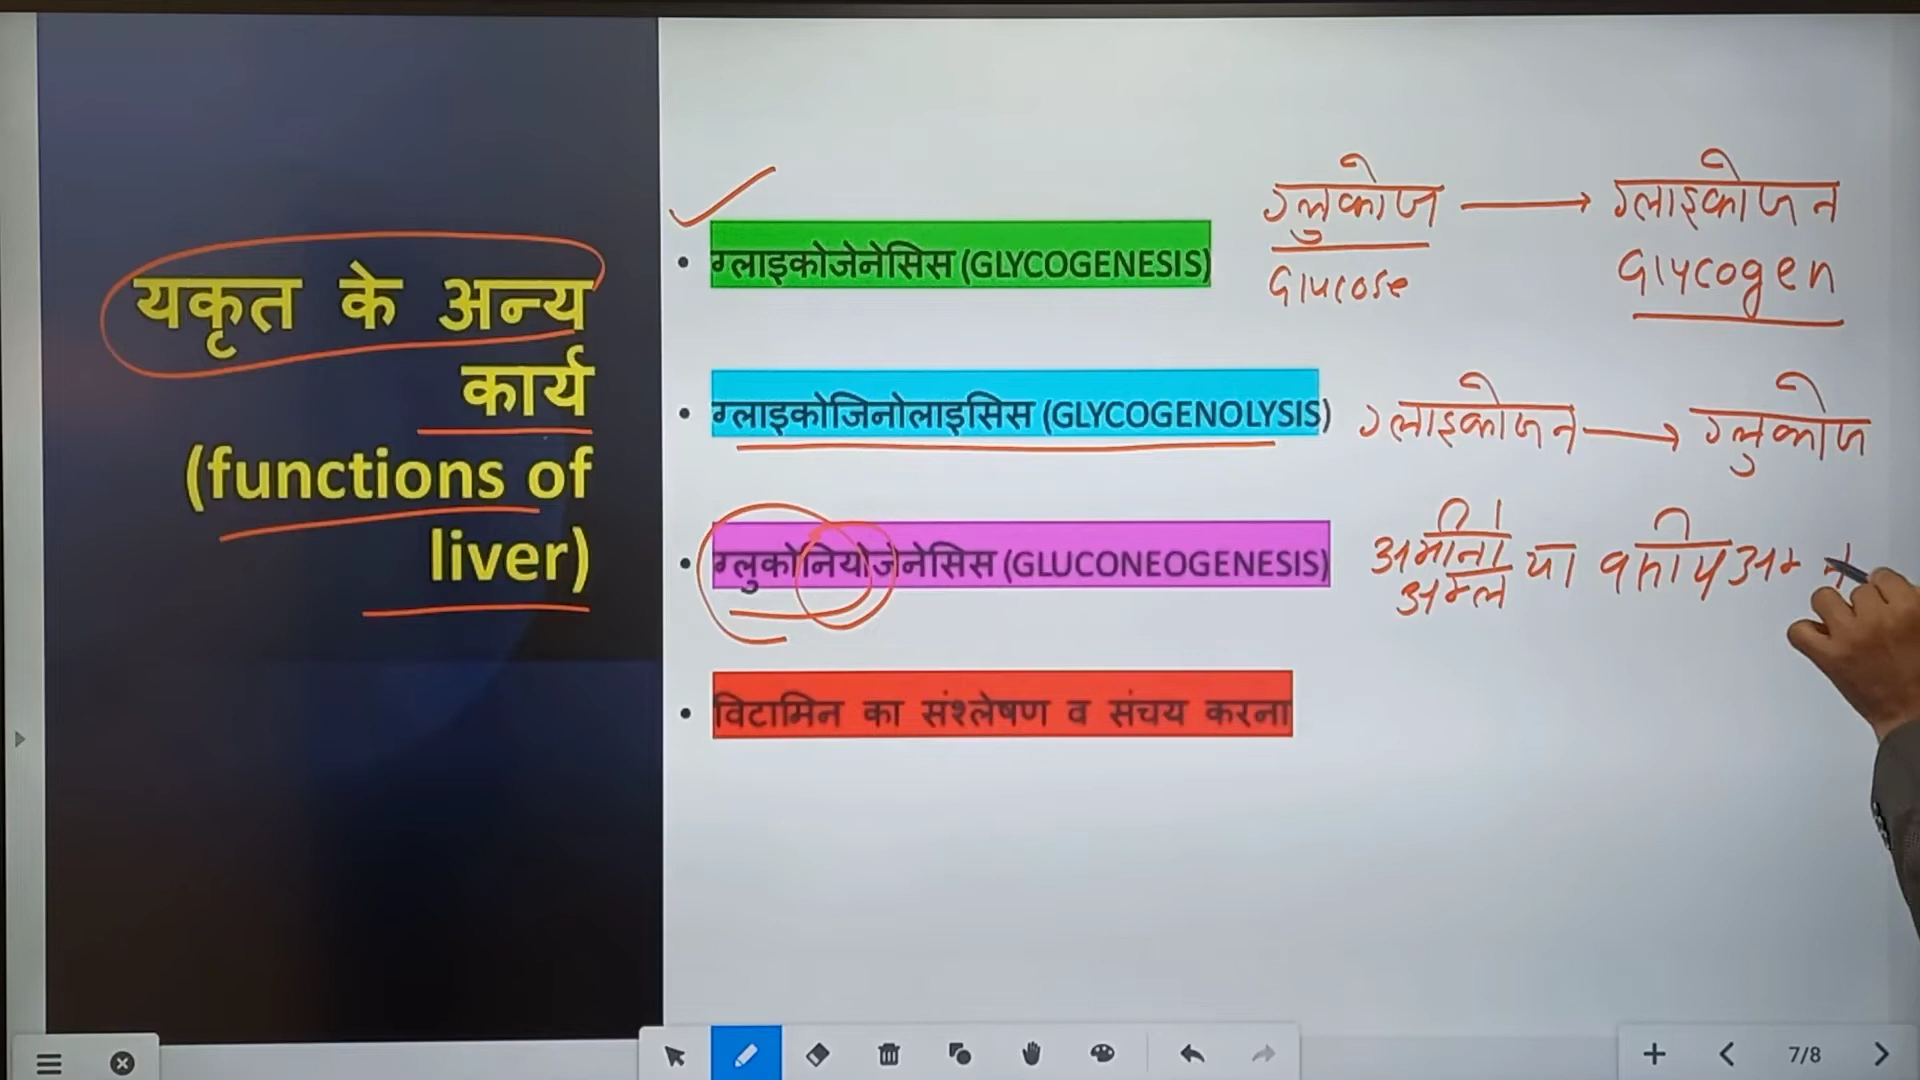 यकृत के अन्य
कार्य
(functions of
liver)
• ग्लाइकोजेनेसिस (GLYCOGENESIS)
ग्लुकोज → ग्लाइकोजन
Glucose
Glycogen
• ग्लाइकोजिनोलाइसिस (GLYCOGENOLYSIS)
ग्लाइकोजन → ग्लुकोज
• ग्लुकोनियोजेनेसिस (GLUCONEOGENESIS)
अमीनो या वसीय अम्
अम्ल
• विटामिन का संश्लेषण व संचय करना
7/8